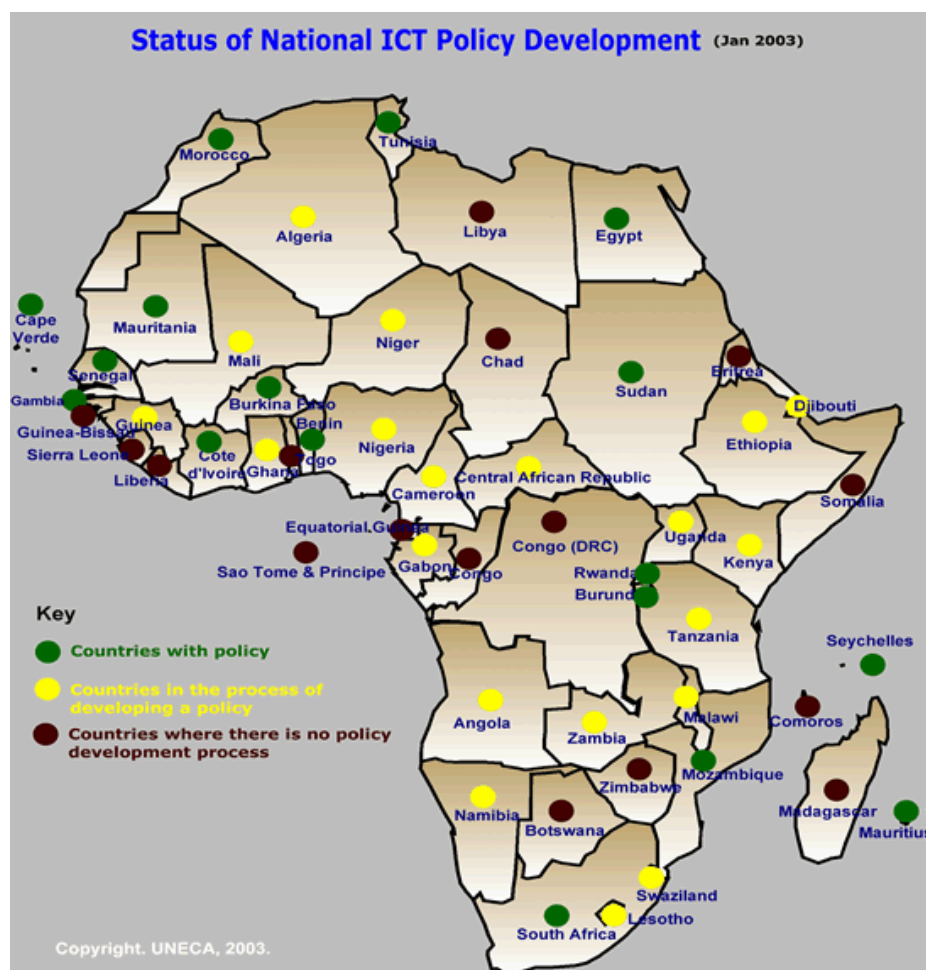 Status of National ICT Policy Development (Jan 2003)
Tunisia
Morocco
Algeria
Libya
Egypt
Cape
Verde
Mauritania
Mali
Niger
Chad
Sudan
Eritrea
Senegal
Gambia
Burkina Faso
Djibouti
Guinea-Bissau
Guinea
Benin
Nigeria
Ethiopia
Sierra Leone
Cote
d'Ivoire
Ghana
Togo
Liberia
Cameroon
Central African Republic
Somalia
Equatorial Guinea
Congo (DRC)
Uganda
Kenya
Sao Tome & Principe
Gabon
Congo
Rwanda
Burundi
Tanzania
Seychelles
Key
Countries with policy
Countries in the process of
developing a policy
Countries where there is no policy
development process
Angola
Zambia
Malawi
Comoros
Mozambique
Zimbabwe
Namibia
Botswana
Madagascar
Mauritius
Swaziland
South Africa
Lesotho
Copyright. UNECA, 2003.